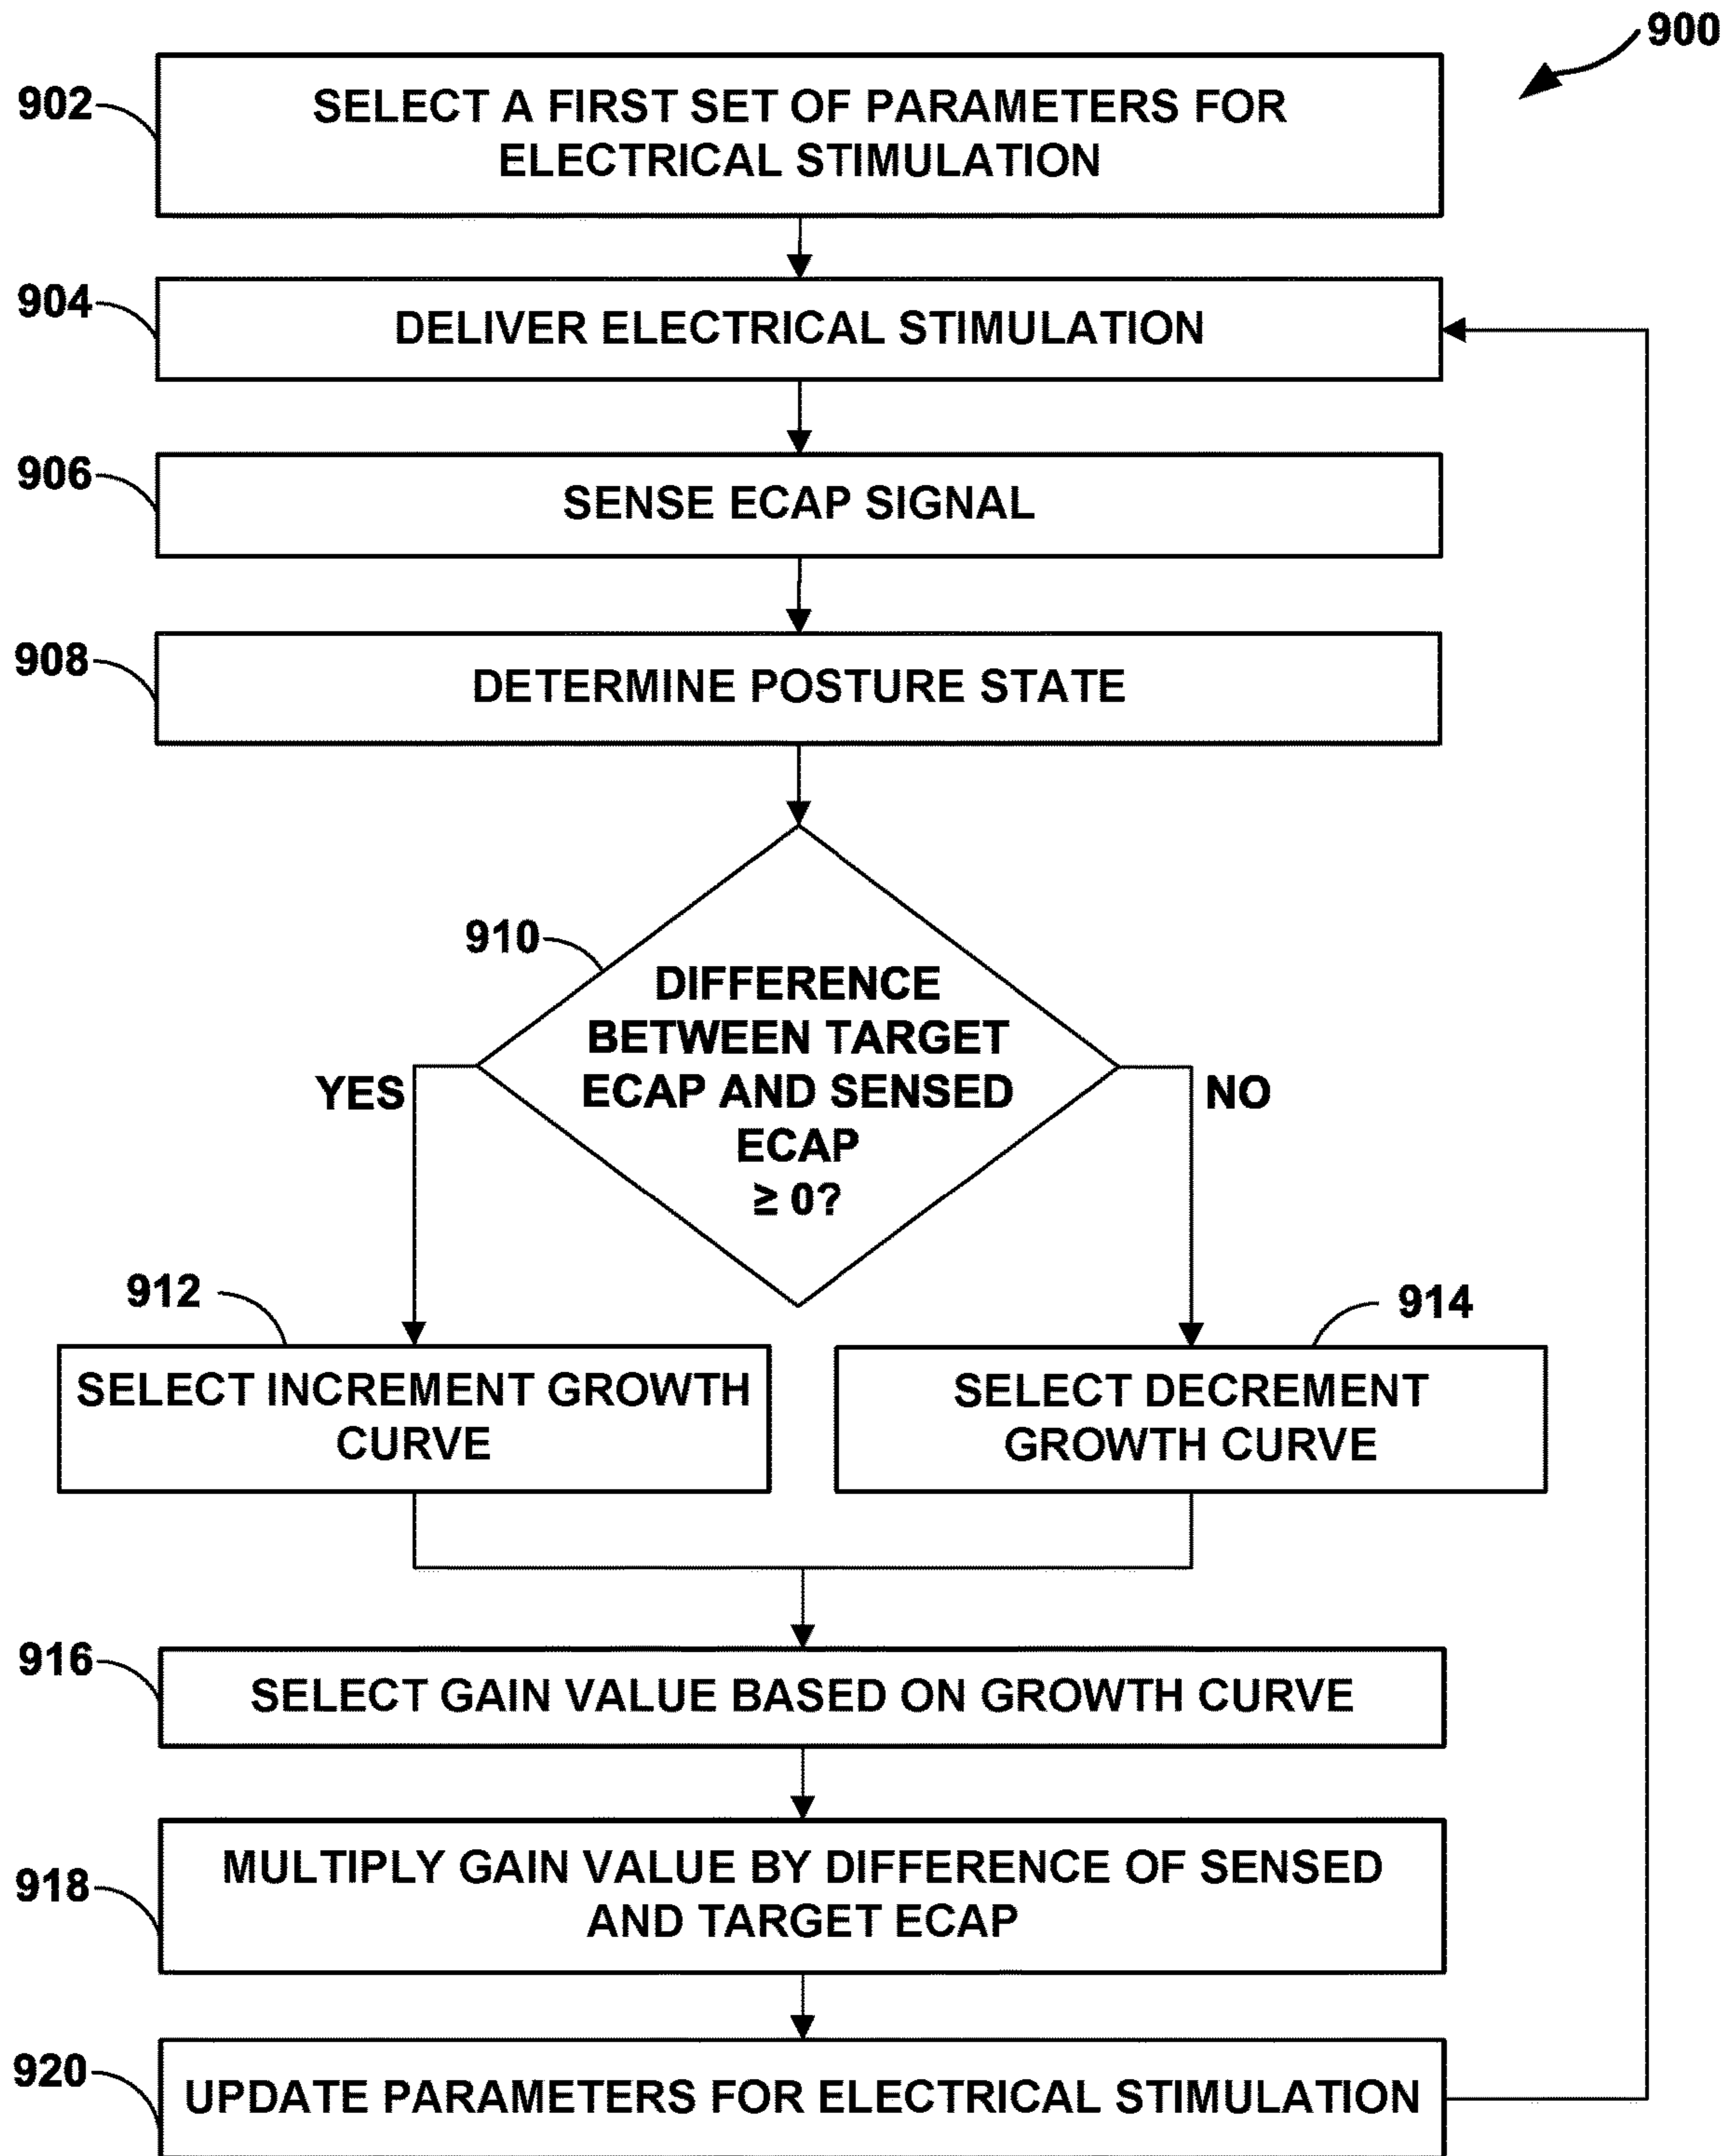 900
902
SELECT A FIRST SET OF PARAMETERS FOR
ELECTRICAL STIMULATION
904
DELIVER ELECTRICAL STIMULATION
906
SENSE ECAP SIGNAL
908
DETERMINE POSTURE STATE
910
DIFFERENCE
BETWEEN TARGET
ECAP AND SENSED
ECAP
≥ 0?
YES
NO
912
SELECT INCREMENT GROWTH
CURVE
914
SELECT DECREMENT
GROWTH CURVE
916
SELECT GAIN VALUE BASED ON GROWTH CURVE
918
MULTIPLY GAIN VALUE BY DIFFERENCE OF SENSED
AND TARGET ECAP
920
UPDATE PARAMETERS FOR ELECTRICAL STIMULATION